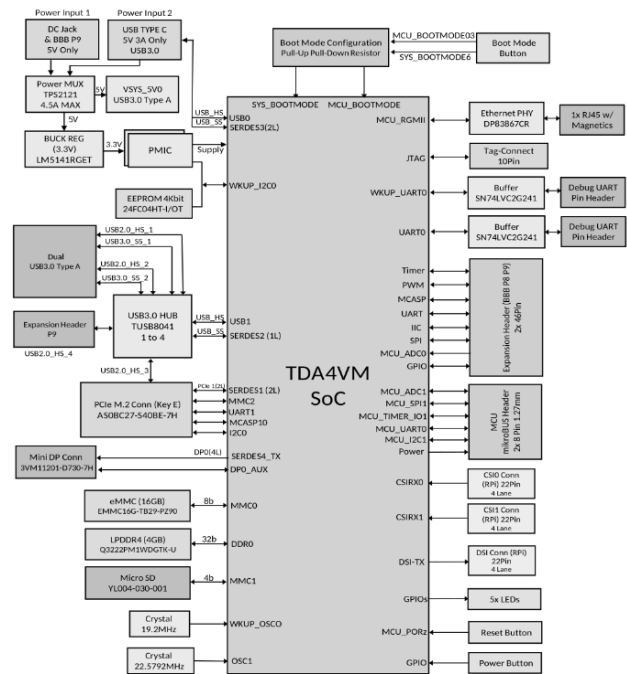 Power Input 1
Power Input 2
DC Jack
& BBB P9
5V Only
USB TYPE C
5V 3A Only
USB3.0
Power MUX
TPS2121
4.5A MAX
5V
VSYS_5V0
USB3.0 Type A
5V
BUCK REG
(3.3V)
LM5141RGET
3.3V
PMIC
Supply
EEPROM 4Kbit
24FC04HT-I/OT
Boot Mode Configuration
Pull-Up Pull-Down Resistor
MCU_BOOTMODE03
SYS_BOOTMODE6
Boot Mode
Button
SYS_BOOTMODE
MCU_BOOTMODE
USB_HS
USB_SS
USB0
SERDES3(2L)
WKUP_I2C0
Dual
USB3.0 Type A
USB2.0_HS_1
USB3.0_SS_1
USB2.0_HS_2
USB3.0_SS_2
Expansion Header
P9
USB2.0_HS_4
USB3.0 HUB
TUSB8041
1 to 4
USB_HS
USB_SS
USB1
SERDES2 (1L)
USB2.0_HS_3
PCIe M.2 Conn (Key E)
A50BC27-S40BE-7H
PCIe 1(2L)
SERDES1 (2L)
MMC2
UART1
MCASP10
I2C0
Mini DP Conn
3VM11201-D730-7H
DP0(4L)
SERDES4_TX
DP0_AUX
eMMC (16GB)
EMMC16G-TB29-PZ90
8b
MMC0
LPDDR4 (4GB)
Q3222PM1WDGTK-U
32b
DDR0
Micro SD
YL004-030-001
4b
MMC1
Crystal
19.2MHz
WKUP_OSCO
Crystal
22.5792MHz
OSC1
TDA4VM
SoC
MCU_RGMII
Ethernet PHY
DP83867CR
1x RJ45 w/
Magnetics
JTAG
Tag-Connect
10Pin
WKUP_UART0
Buffer
SN74LVC2G241
Debug UART
Pin Header
UART0
Buffer
SN74LVC2G241
Debug UART
Pin Header
Timer
PWM
MCASP
UART
IIC
SPI
MCU_ADC0
GPIO
Expansion Header (BBB P8 P9)
2x 46Pin
MCU_ADC1
MCU_SPI1
MCU_TIMER_IO1
MCU_UART0
MCU_I2C1
Power
MCU
mikroBUS Header
2x 8 Pin 1.27mm
CSIRX0
CSI0 Conn
(RPi) 22Pin
4 Lane
CSIRX1
CSI1 Conn
(RPi) 22Pin
4 Lane
DSI-TX
DSI Conn (RPi)
22Pin
4 Lane
GPIOs
5x LEDs
MCU_PORz
Reset Button
GPIO
Power Button